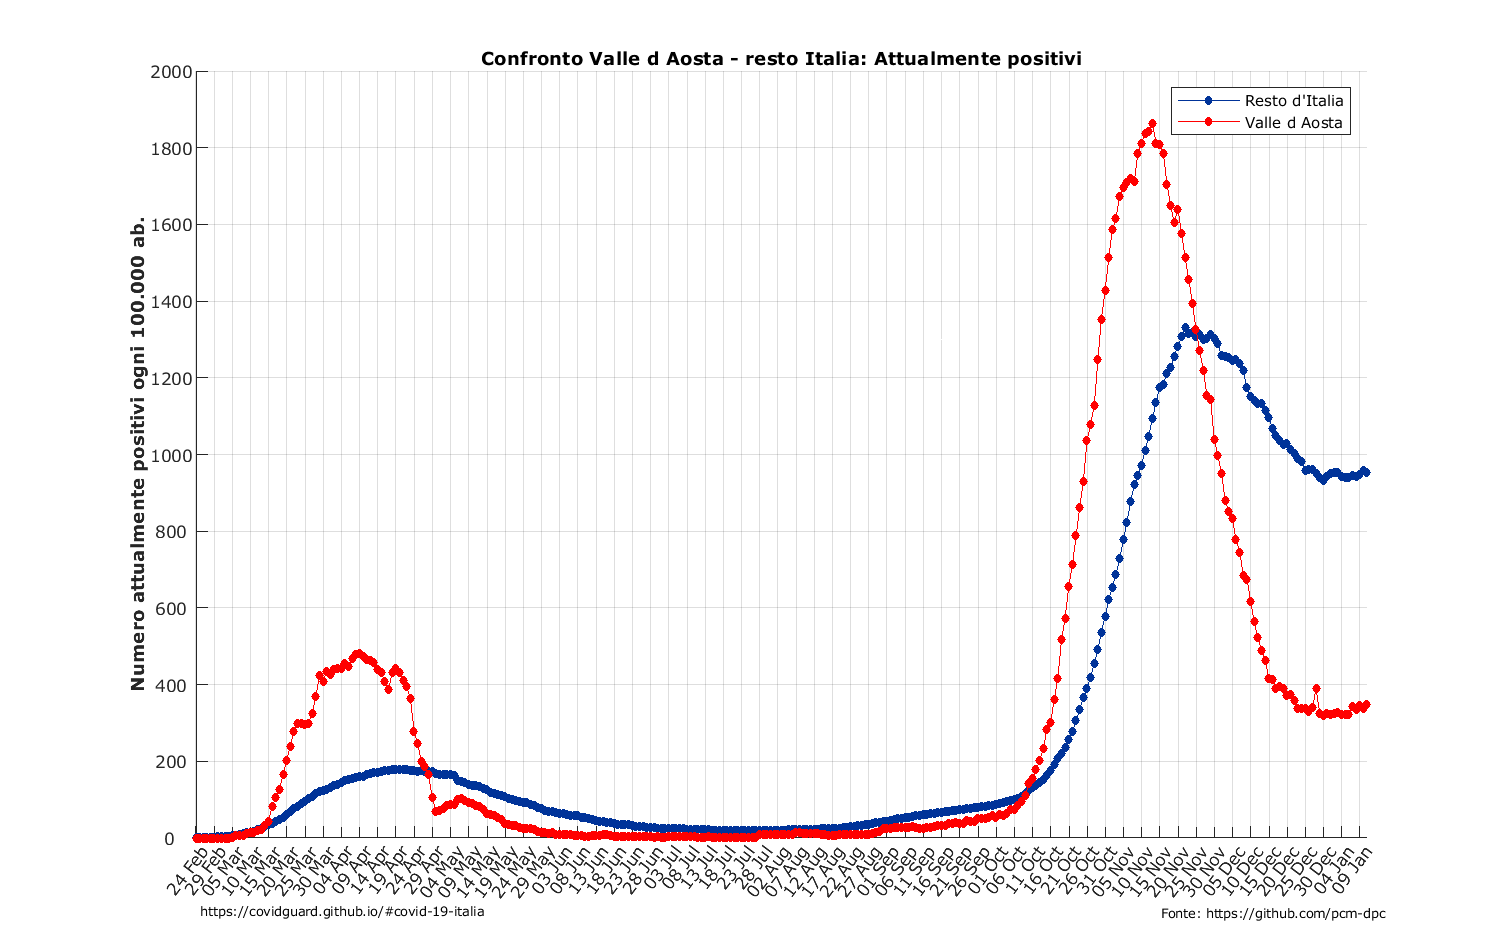 Confronto Valle d Aosta - resto Italia: Attualmente positivi
Resto d'Italia
Valle d Aosta
Numero attualmente positivi ogni 100.000 ab.
2000
1800
1600
1400
1200
1000
800
600
400
200
0
24 Feb
29 Feb
05 Mar
10 Mar
15 Mar
20 Mar
25 Mar
30 Mar
04 Apr
09 Apr
14 Apr
19 Apr
24 Apr
29 Apr
04 May
09 May
14 May
19 May
24 May
29 May
03 Jun
08 Jun
13 Jun
18 Jun
23 Jun
28 Jun
03 Jul
08 Jul
13 Jul
18 Jul
23 Jul
28 Jul
02 Aug
07 Aug
12 Aug
17 Aug
22 Aug
27 Aug
01 Sep
06 Sep
11 Sep
16 Sep
21 Sep
26 Sep
01 Oct
06 Oct
11 Oct
16 Oct
21 Oct
26 Oct
31 Oct
05 Nov
10 Nov
15 Nov
20 Nov
25 Nov
30 Nov
05 Dec
10 Dec
15 Dec
20 Dec
25 Dec
30 Dec
04 Jan
09 Jan
https://covidguard.github.io/#covid-19-italia
Fonte: https://github.com/pcm-dpc